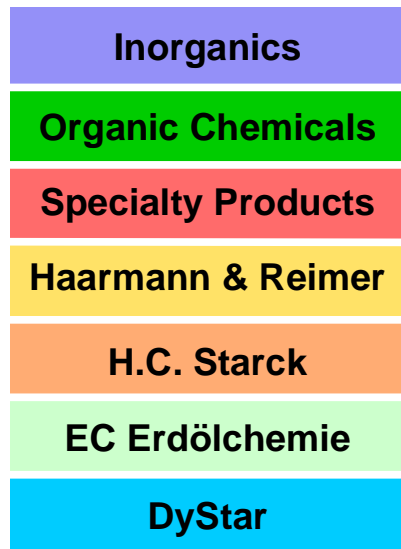 Inorganics
Organic Chemicals
Specialty Products
Haarmann & Reimer
H.C. Starck
EC Erdölchemie
DyStar